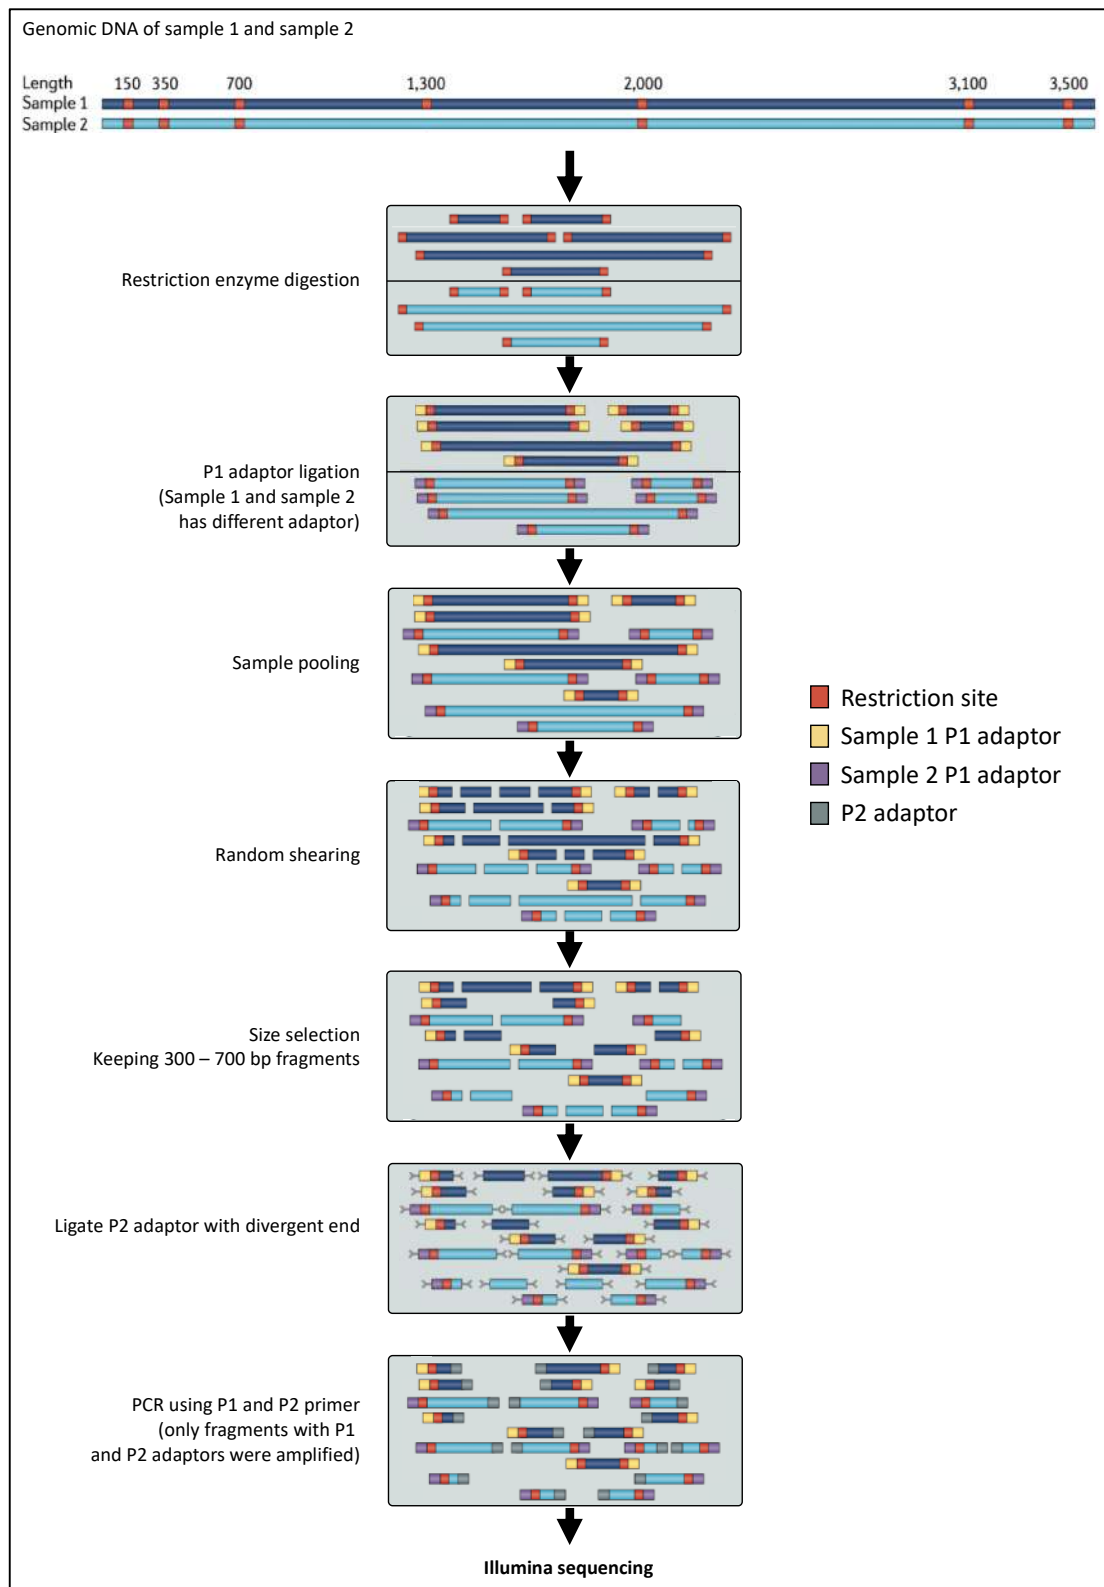 Genomic DNA of sample 1 and sample 2
Length 150 350 700 1,300 2,000 3,100 3,500
Sample 1
Sample 2
Restriction enzyme digestion
P1 adaptor ligation
(Sample 1 and sample 2
has different adaptor)
Sample pooling
Restriction site
Sample 1 P1 adaptor
Sample 2 P1 adaptor
P2 adaptor
Random shearing
Size selection
Keeping 300 – 700 bp fragments
Ligate P2 adaptor with divergent end
PCR using P1 and P2 primer
(only fragments with P1
and P2 adaptors were amplified)
Illumina sequencing